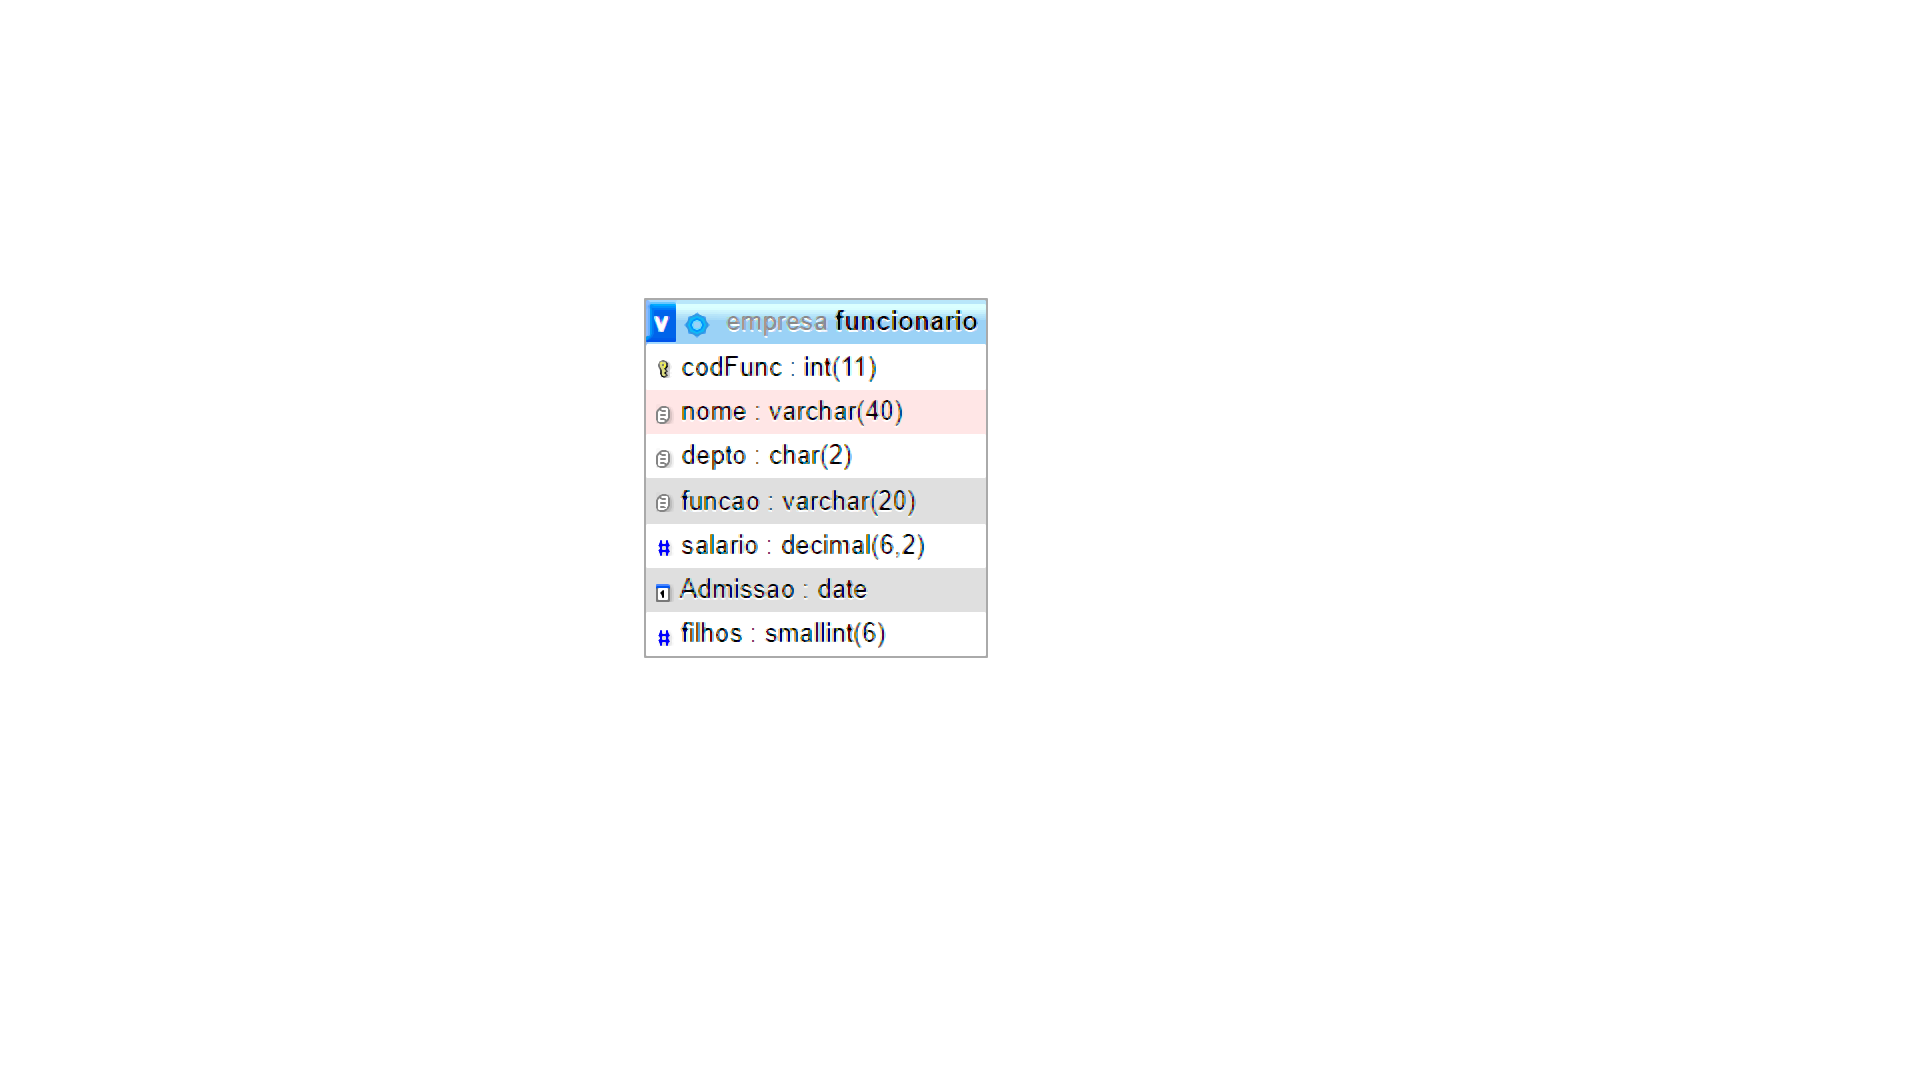 v empresa funcionario
codFunc : int(11)
nome : varchar(40)
depto : char(2)
funcao : varchar(20)
# salario : decimal(6,2)
Admissao : date
# filhos : smallint(6)